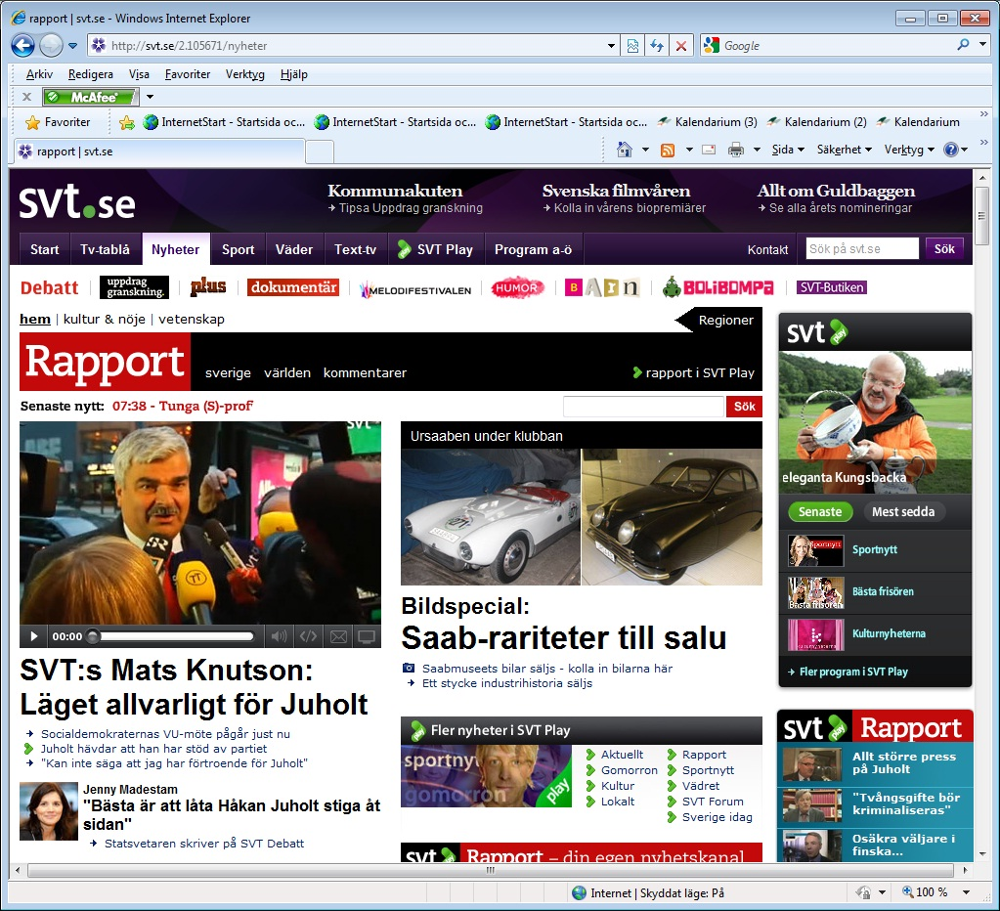 rapport | svt.se - Windows Internet Explorer
http://svt.se/2.105671/nyheter
Google
Arkiv Redigera Visa Favoriter Verktyg Hjälp
x McAfee
Favoriter InternetStart - Startsida oc... InternetStart - Startsida oc... InternetStart - Startsida oc... Kalendarium (3) Kalendarium (2) Kalendarium
rapport | svt.se
Sida Säkerhet Verktyg
svt.se
Kommunakuten Svenska filmvåren Allt om Guldbaggen
Tipsa Uppdrag granskning Kolla in vårens biopremiärer Se alla årets nomineringar
Start Tv-tablå Nyheter Sport Väder Text-tv SVT Play Program a-ö Kontakt Sök på svt.se Sök
Debatt uppdrag granskning. plus dokumentär MELODIFESTIVALEN HUMOR BARN BOLIBOMPA SVT-Butiken
hem | kultur & nöje | vetenskap
Regioner
Rapport
sverige världen kommentarer
rapport i SVT Play
Senaste nytt: 07:38 - Tunga (S)-prof
Sök
svt
00:00
SVT:s Mats Knutson:
Läget allvarligt för Juholt
Socialdemokraternas VU-möte pågår just nu
Juholt hävdar att han har stöd av partiet
"Kan inte säga att jag har förtroende för Juholt"
Jenny Madestam
"Bästa är att låta Håkan Juholt stiga åt
sidan"
Statsvetaren skriver på SVT Debatt
Ursaaben under klubban
Bildspecial:
Saab-rariteter till salu
Saabmuseets bilar säljs - kolla in bilarna här
Ett stycke industrihistoria säljs
Fler nyheter i SVT Play
sportnytt
gomorron
play
Aktuellt
Gomorron
Kultur
Lokalt
Rapport
Sportnytt
Vädret
SVT Forum
Sverige idag
svt Rapport – din egen nyhetskanal
svt play
eleganta Kungsbacka
Senaste Mest sedda
Sportnytt
Sportnytt
Bästa frisören
Bästa frisören
KULTURNYHETERNA
Kulturnyheterna
Fler program i SVT Play
svt play Rapport
Allt större press
på Juholt
"Tvångsgifte bör
kriminaliseras"
Osäkra väljare i
finska...
Internet | Skyddat läge: På
100 %